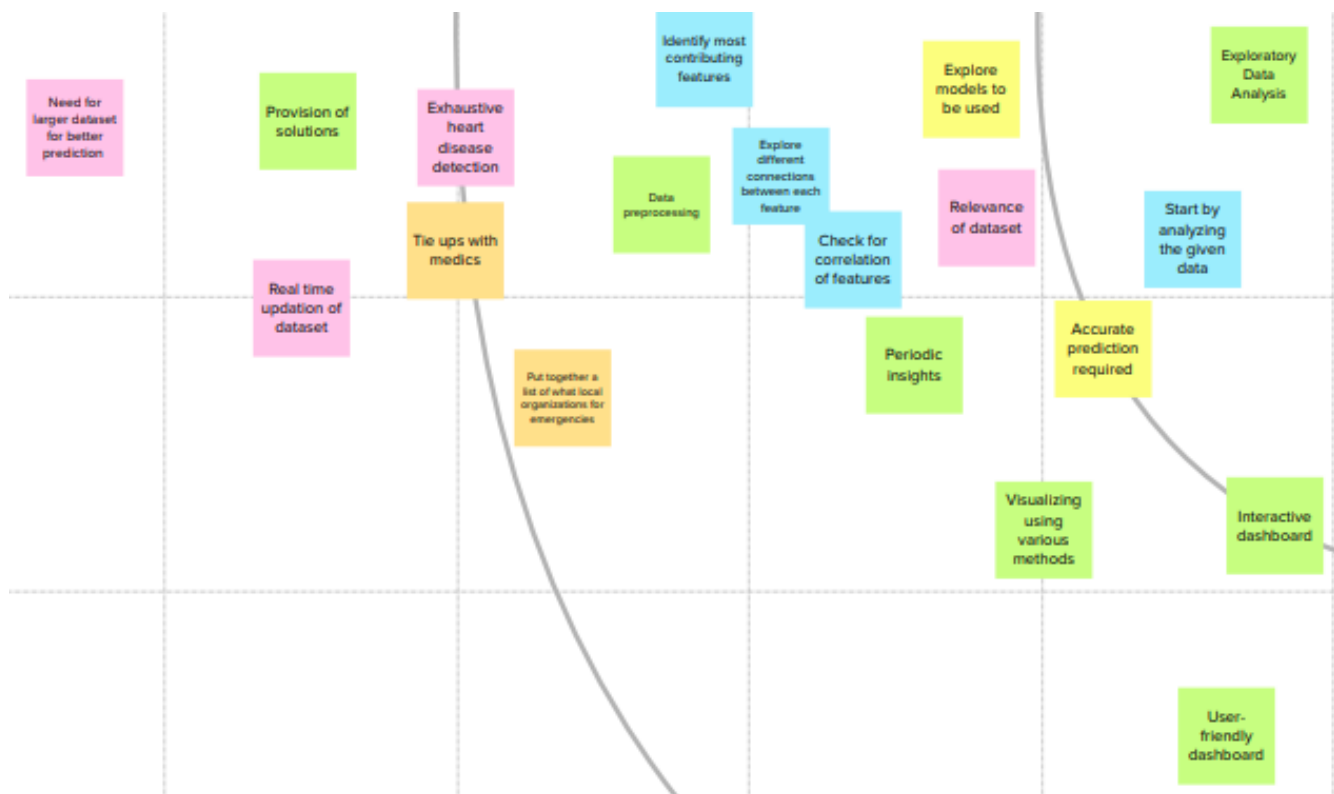 Need for
larger dataset
for better
prediction
Provision of
solutions
Exhaustive
heart
disease
detection
Tie ups with
medics
Real time
updation of
dataset
Put together a
list of what local
organizations for
emergencies
Identify most
contributing
features
Data
preprocessing
Explore
different
connections
between each
feature
Check for
correlation
of features
Explore
models to
be used
Relevance
of dataset
Periodic
insights
Exploratory
Data
Analysis
Start by
analyzing
the given
data
Accurate
prediction
required
Visualizing
using
various
methods
Interactive
dashboard
User-
friendly
dashboard